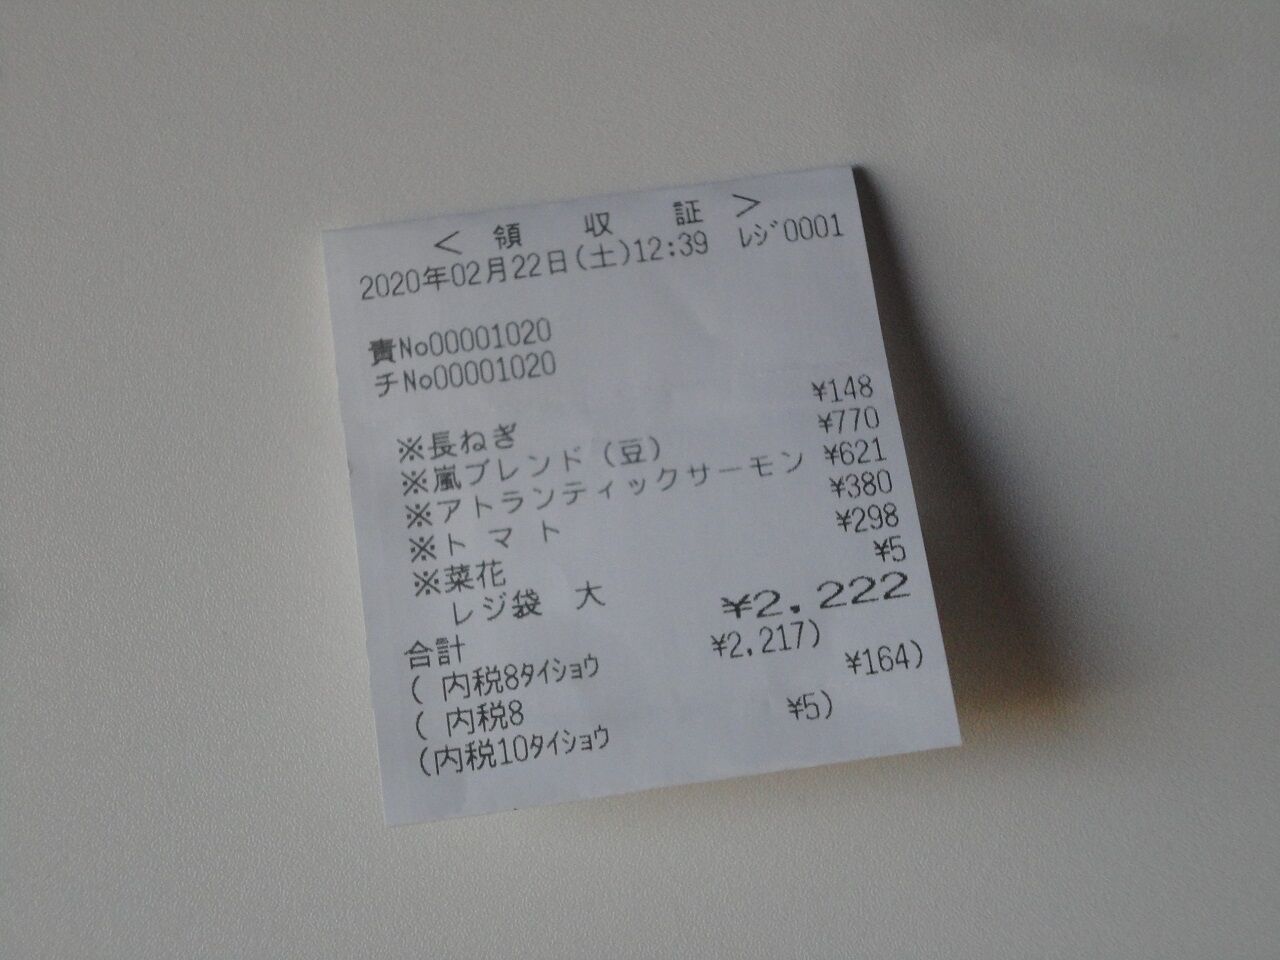 < 領 収 証 >
2020年02月22日(土)12:39 ﾚｼﾞ0001
責No00001020
チNo00001020
※長ねぎ ¥148
※嵐ブレンド(豆) ¥770
※アトランティックサーモン ¥621
※トマト ¥380
※菜花 ¥298
レジ袋 大 ¥5
合計 ¥2,222
( 内税8ﾀｲｼｮｳ ¥2,217)
( 内税8 ¥164)
(内税10ﾀｲｼｮｳ ¥5)